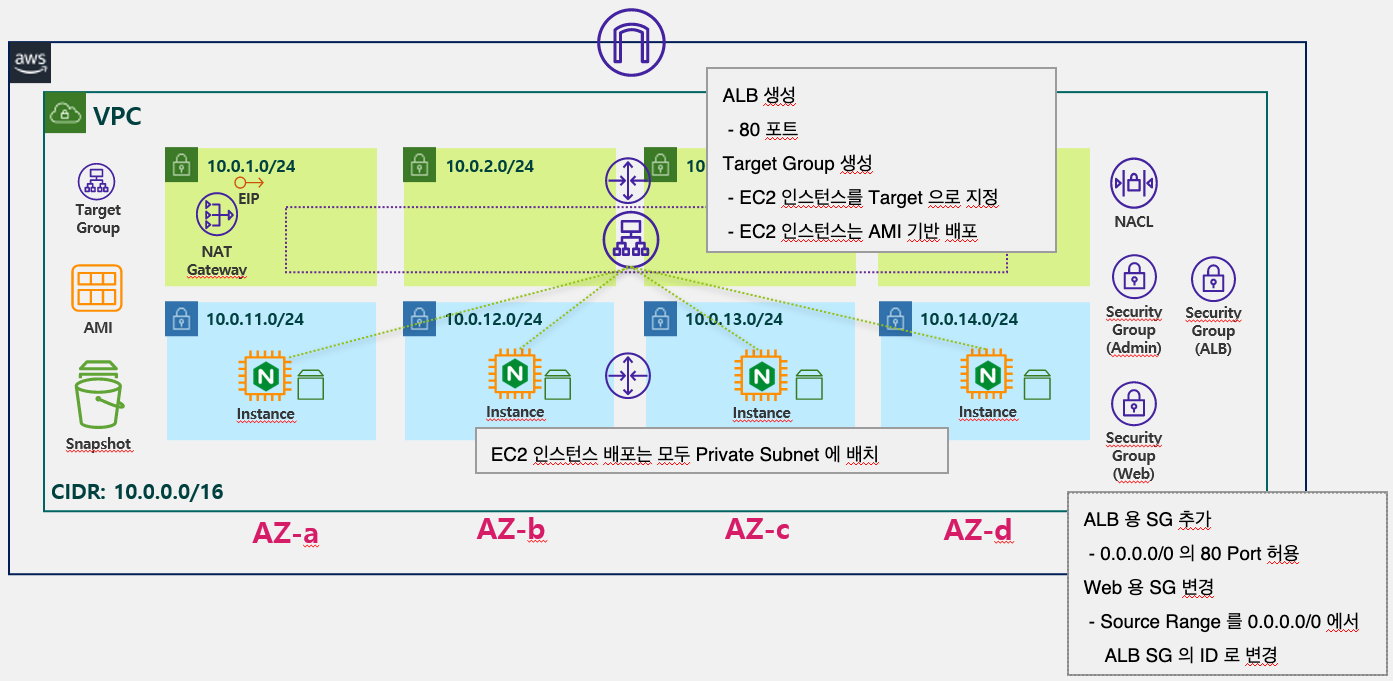 aws
VPC
ALB 생성
- 80 포트
Target Group 생성
- EC2 인스턴스를 Target 으로 지정
- EC2 인스턴스는 AMI 기반 배포
10.0.1.0/24
10.0.2.0/24
10
EIP
NAT
Gateway
Target
Group
AMI
Snapshot
NACL
Security
Group
(Admin)
Security
Group
(ALB)
Security
Group
(Web)
10.0.11.0/24
10.0.12.0/24
10.0.13.0/24
10.0.14.0/24
Instance
Instance
Instance
Instance
EC2 인스턴스 배포는 모두 Private Subnet 에 배치
CIDR: 10.0.0.0/16
AZ-a
AZ-b
AZ-c
AZ-d
ALB 용 SG 추가
- 0.0.0.0/0 의 80 Port 허용
Web 용 SG 변경
- Source Range 를 0.0.0.0/0 에서
ALB SG 의 ID 로 변경